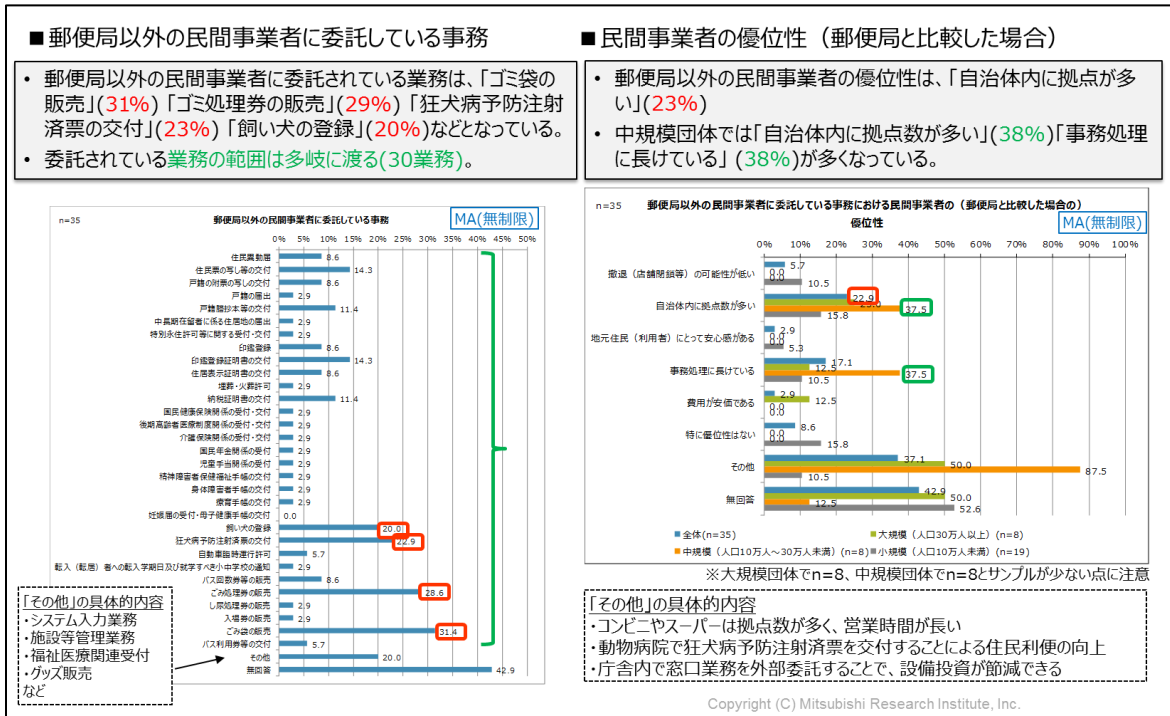 ■郵便局以外の民間事業者に委託している事務
・ 郵便局以外の民間事業者に委託されている業務は、「ゴミ袋の
販売」(31%)「ゴミ処理券の販売」(29%)「狂犬病予防注射
済票の交付」(23%)「飼い犬の登録」(20%)などとなっている。
・ 委託されている業務の範囲は多岐に渡る(30業務)。
n=35
郵便局以外の民間事業者に委託している事務
MA(無制限)
0% 5% 10% 15% 20% 25% 30% 35% 40% 45% 50%
住民異動届 8.6
住民票の写し等の交付 14.3
戸籍の附票の写しの交付 8.6
戸籍の届出 2.9
戸籍謄抄本等の交付 11.4
中長期在留者に係る住居地の届出 2.9
特別永住許可等に関する受付・交付 2.9
印鑑登録 8.6
印鑑登録証明書の交付 14.3
住居表示証明書の交付 8.6
埋葬・火葬許可 2.9
納税証明書の交付 11.4
国民健康保険関係の受付・交付 2.9
後期高齢者医療制度関係の受付・交付 2.9
介護保険関係の受付・交付 2.9
国民年金関係の受付 2.9
児童手当関係の受付 2.9
精神障害者保健福祉手帳の交付 2.9
身体障害者手帳の交付 2.9
療育手帳の交付 2.9
妊娠届の受付・母子健康手帳の交付 0.0
飼い犬の登録 20.0
狂犬病予防注射済票の交付 22.9
自動車臨時運行許可 5.7
転入（転居）者への転入学期日及び就学すべき小中学校の通知 2.9
バス回数券等の販売 8.6
ごみ処理券の販売 28.6
し尿処理券の販売 2.9
入場券の販売 2.9
ごみ袋の販売 31.4
バス利用券等の交付 5.7
その他 20.0
無回答 42.9
「その他」の具体的内容
・システム入力業務
・施設等管理業務
・福祉医療関連受付
・グッズ販売
など
■民間事業者の優位性（郵便局と比較した場合）
・ 郵便局以外の民間事業者の優位性は、「自治体内に拠点が多
い」(23%)
・ 中規模団体では「自治体内に拠点数が多い」(38%)「事務処理
に長けている」 (38%)が多くなっている。
n=35
郵便局以外の民間事業者に委託している事務における民間事業者の（郵便局と比較した場合の）
優位性
MA(無制限)
0% 10% 20% 30% 40% 50% 60% 70% 80% 90% 100%
撤退（店舗閉鎖等）の可能性が低い 5.7 0.0 0.0 10.5
自治体内に拠点数が多い 22.9 25.0 37.5 15.8
地元住民（利用者）にとって安心感がある 2.9 0.0 0.0 5.3
事務処理に長けている 17.1 12.5 37.5 10.5
費用が安価である 2.9 12.5 0.0 0.0
特に優位性はない 8.6 0.0 0.0 15.8
その他 37.1 50.0 87.5 10.5
無回答 42.9 50.0 12.5 52.6
全体(n=35)
大規模（人口30万人以上）(n=8)
中規模（人口10万人～30万人未満）(n=8)
小規模（人口10万未満）(n=19)
※大規模団体でn=8、中規模団体でn=8とサンプルが少ない点に注意
「その他」の具体的内容
・コンビニやスーパーは拠点数が多く、営業時間が長い
・動物病院で狂犬病予防注射済票を交付することによる住民利便の向上
・庁舎内で窓口業務を外部委託することで、設備投資が節減できる
Copyright (C) Mitsubishi Research Institute, Inc.